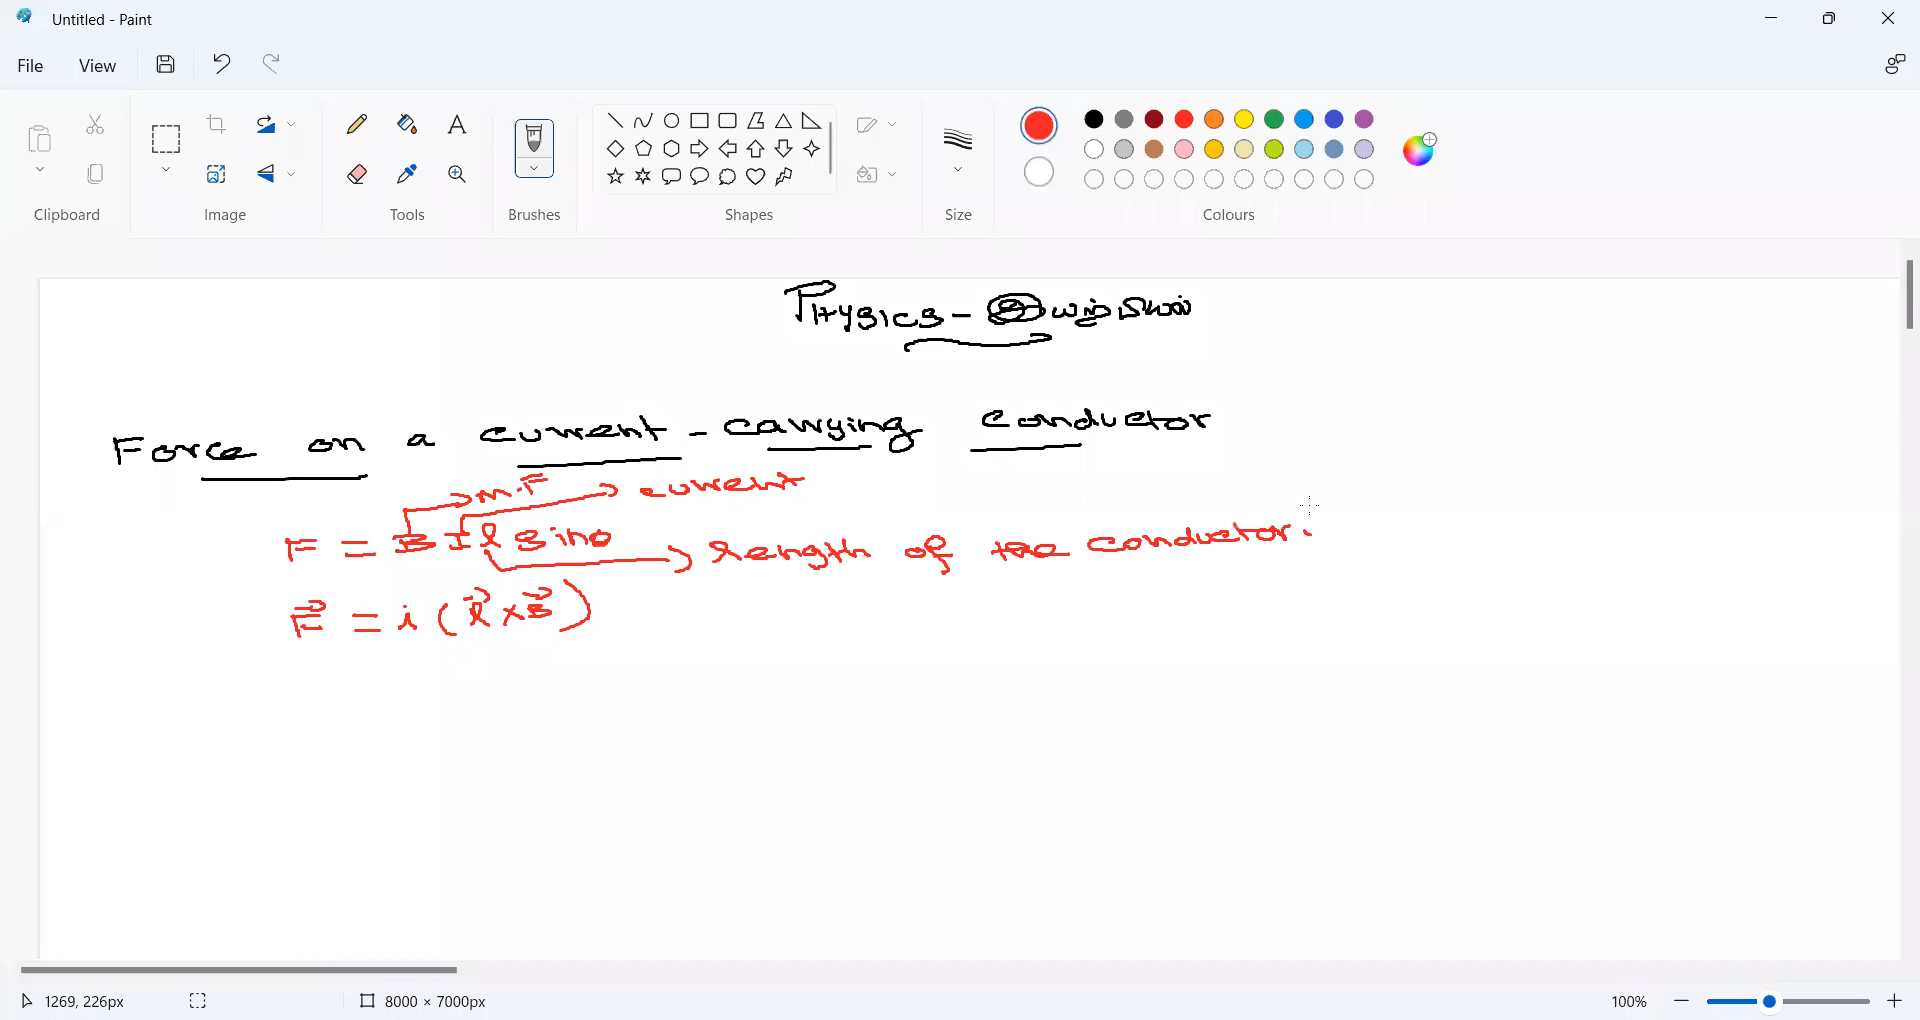 Untitled - Paint
File View
Clipboard Image Tools Brushes Shapes Size Colours
Physics -
Force on a current - carrying conductor
M.F current
F = B I l sinθ length of the conductor.
F⃗ = i ( l⃗ × B⃗ )
1269, 226px 8000 × 7000px 100%